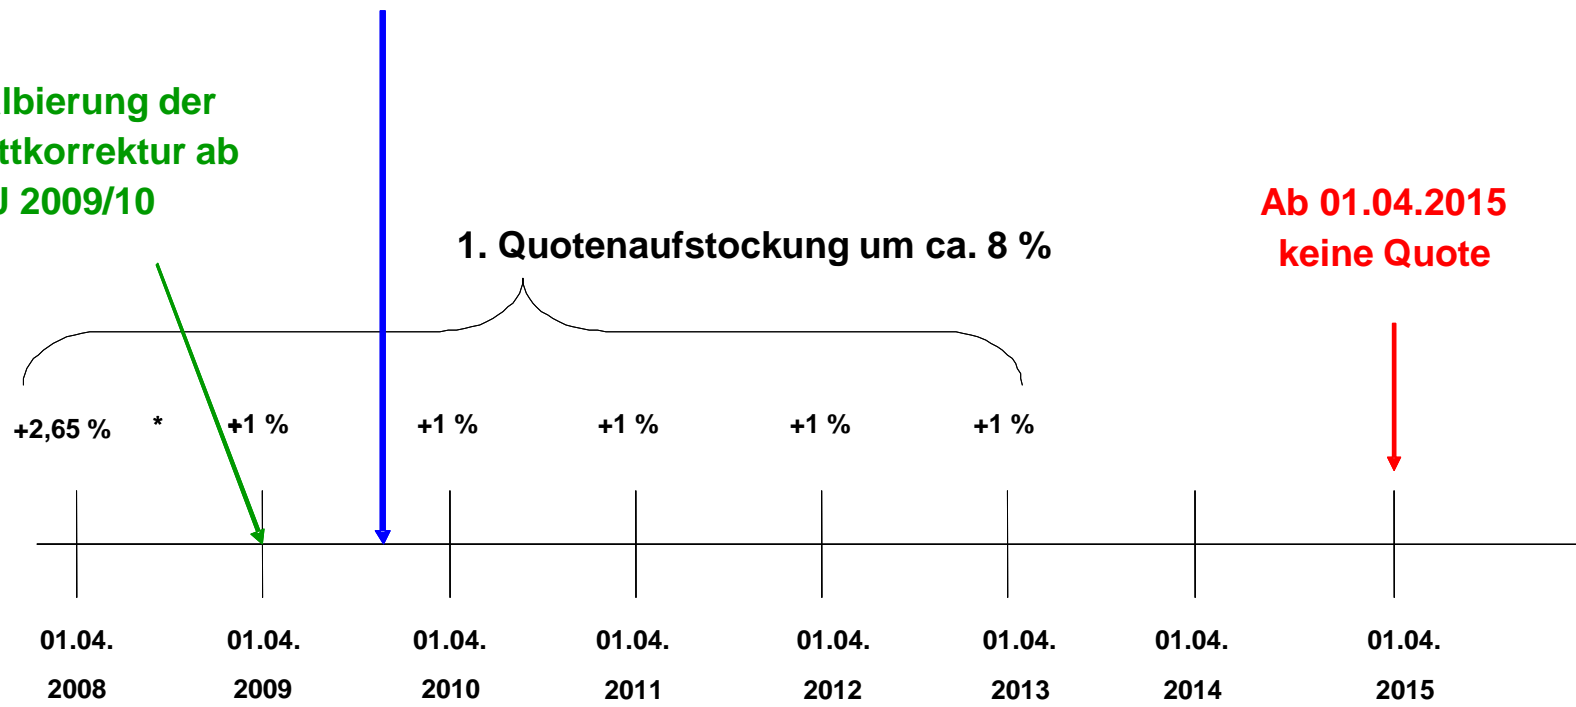 lbierung der
ttkorrektur ab
J 2009/10
Ab 01.04.2015
keine Quote
1. Quotenaufstockung um ca. 8 %
+2,65 % * +1 % +1 % +1 % +1 % +1 %
01.04. 01.04. 01.04. 01.04. 01.04. 01.04. 01.04. 01.04.
2008 2009 2010 2011 2012 2013 2014 2015